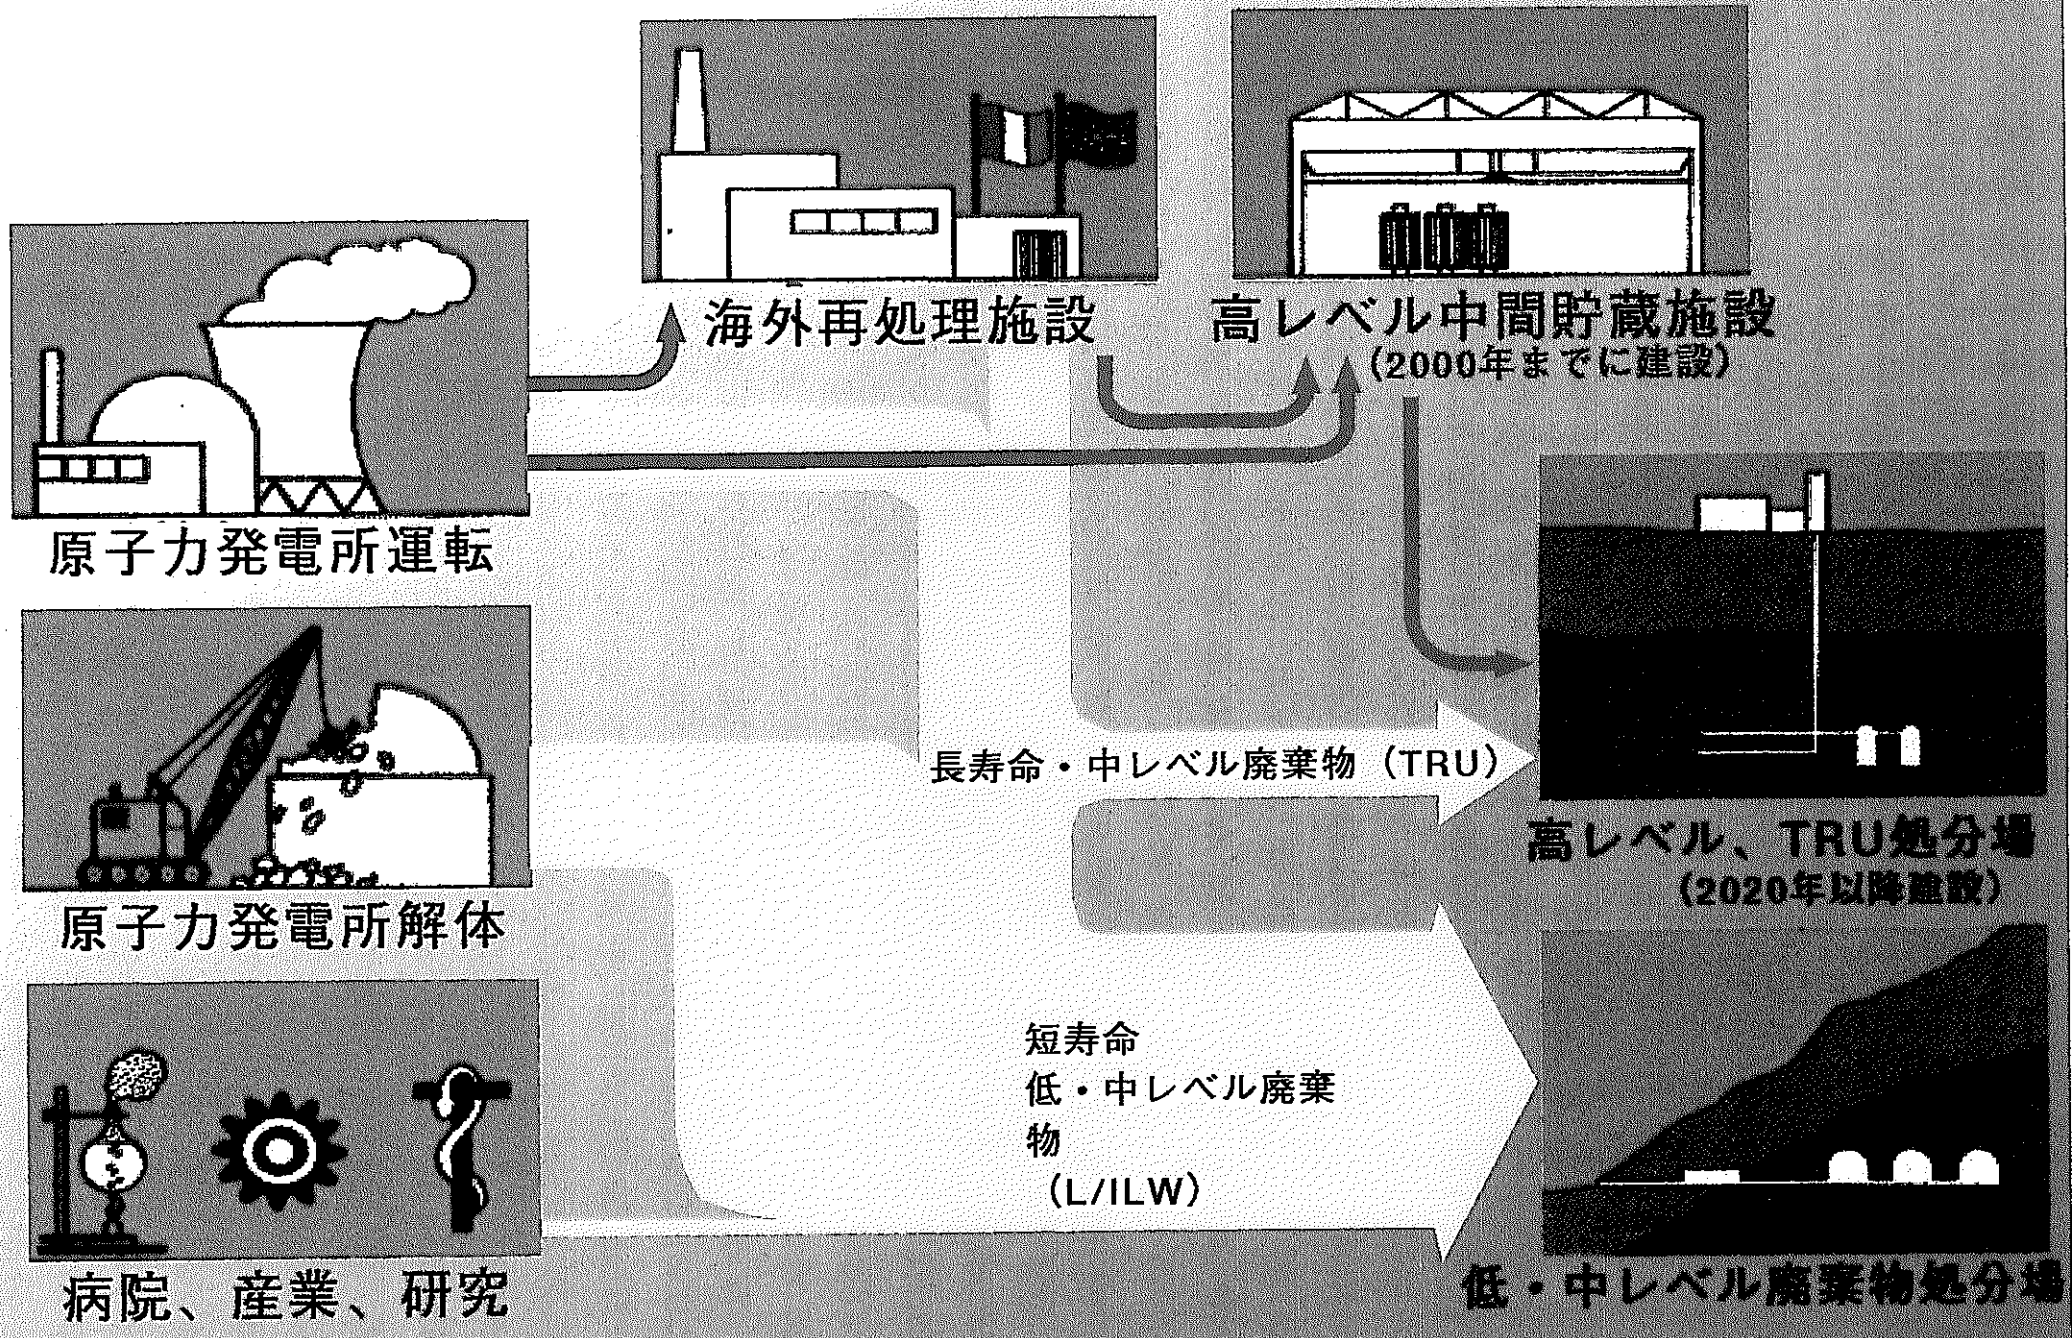 海外再処理施設
高レベル中間貯蔵施設
(2000年までに建設)
原子力発電所運転
長寿命・中レベル廃棄物（TRU）
高レベル、TRU処分場
(2020年以降建設)
原子力発電所解体
短寿命
低・中レベル廃棄
物
（L/ILW）
病院、産業、研究
低・中レベル廃棄物処分場